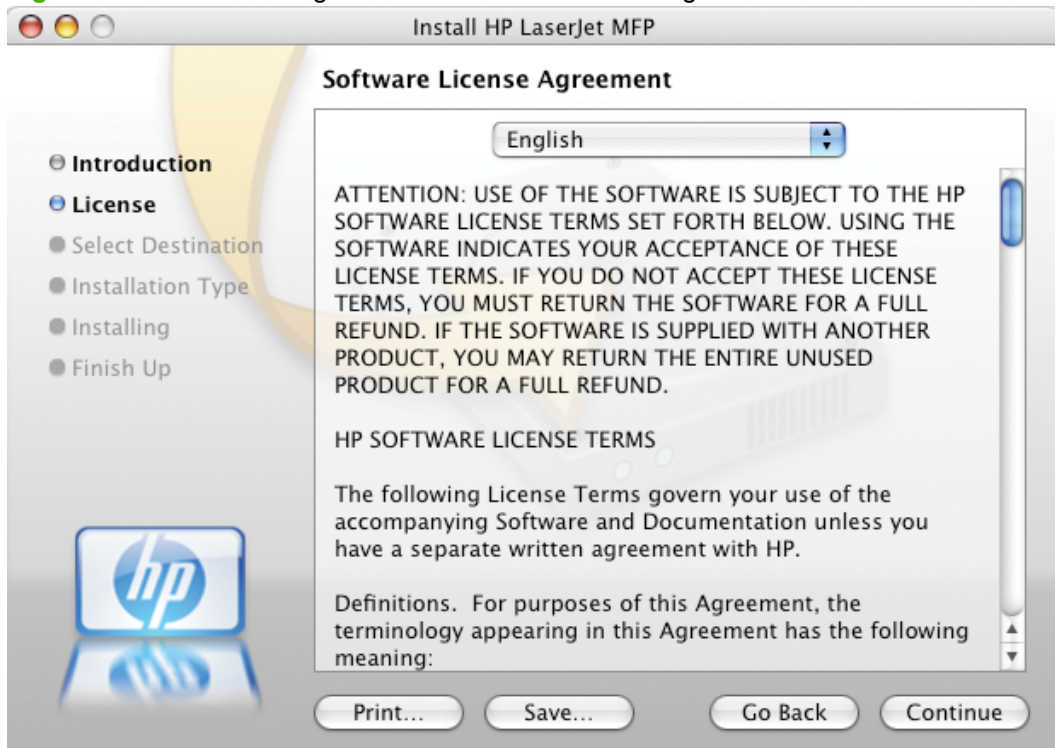 Install HP LaserJet MFP
Software License Agreement
English
Introduction
License
Select Destination
Installation Type
Installing
Finish Up
ATTENTION: USE OF THE SOFTWARE IS SUBJECT TO THE HP
SOFTWARE LICENSE TERMS SET FORTH BELOW. USING THE
SOFTWARE INDICATES YOUR ACCEPTANCE OF THESE
LICENSE TERMS. IF YOU DO NOT ACCEPT THESE LICENSE
TERMS, YOU MUST RETURN THE SOFTWARE FOR A FULL
REFUND. IF THE SOFTWARE IS SUPPLIED WITH ANOTHER
PRODUCT, YOU MAY RETURN THE ENTIRE UNUSED
PRODUCT FOR A FULL REFUND.
HP SOFTWARE LICENSE TERMS
The following License Terms govern your use of the
accompanying Software and Documentation unless you
have a separate written agreement with HP.
Definitions.  For purposes of this Agreement, the
terminology appearing in this Agreement has the following
meaning:
hp
Print...
Save...
Go Back
Continue